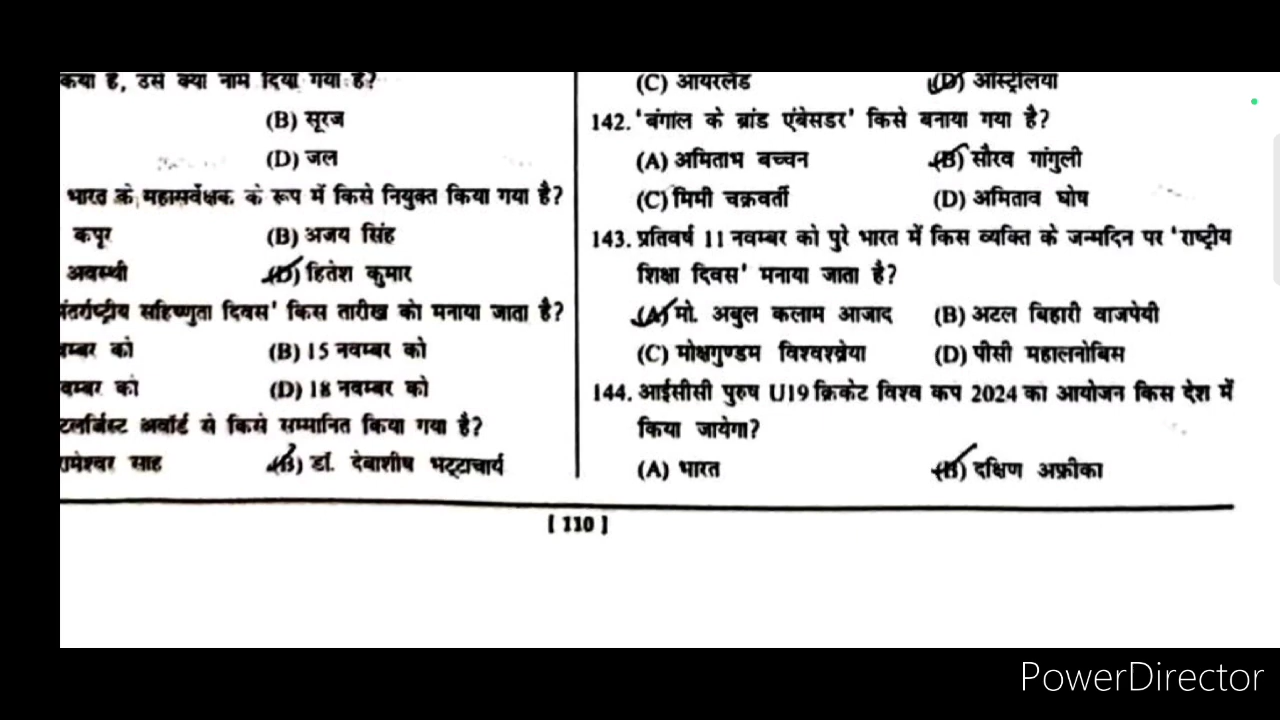 कया है, उसे क्या नाम दिया गया है?
(B) सूरज
(D) जल
भारत के महासर्वेक्षक के रूप में किसे नियुक्त किया गया है?
कपूर (B) अजय सिंह
अवस्थी (D) हितेश कुमार
अंतर्राष्ट्रीय सहिष्णुता दिवस' किस तारीख को मनाया जाता है?
म्बर को (B) 15 नवम्बर को
वम्बर को (D) 18 नवम्बर को
अवॉर्ड से किसे सम्मानित किया गया है?
रामेश्वर साह (B) डॉ. देबाशीष भट्टाचार्य
(C) आयरलैंड (D) ऑस्ट्रेलिया
142. 'बंगाल के ब्रांड एंबेसडर' किसे बनाया गया है?
(A) अमिताभ बच्चन (B) सौरव गांगुली
(C) मिमी चक्रवर्ती (D) अमिताव घोष
143. प्रतिवर्ष 11 नवम्बर को पुरे भारत में किस व्यक्ति के जन्मदिन पर 'राष्ट्रीय
शिक्षा दिवस' मनाया जाता है?
(A) मो. अबुल कलाम आजाद (B) अटल बिहारी वाजपेयी
(C) मोक्षगुण्डम विश्वश्वेया (D) पीसी महालनोबिस
144. आईसीसी पुरुष U19 क्रिकेट विश्व कप 2024 का आयोजन किस देश में
किया जायेगा?
(A) भारत (B) दक्षिण अफ्रीका
[ 110 ]
PowerDirector